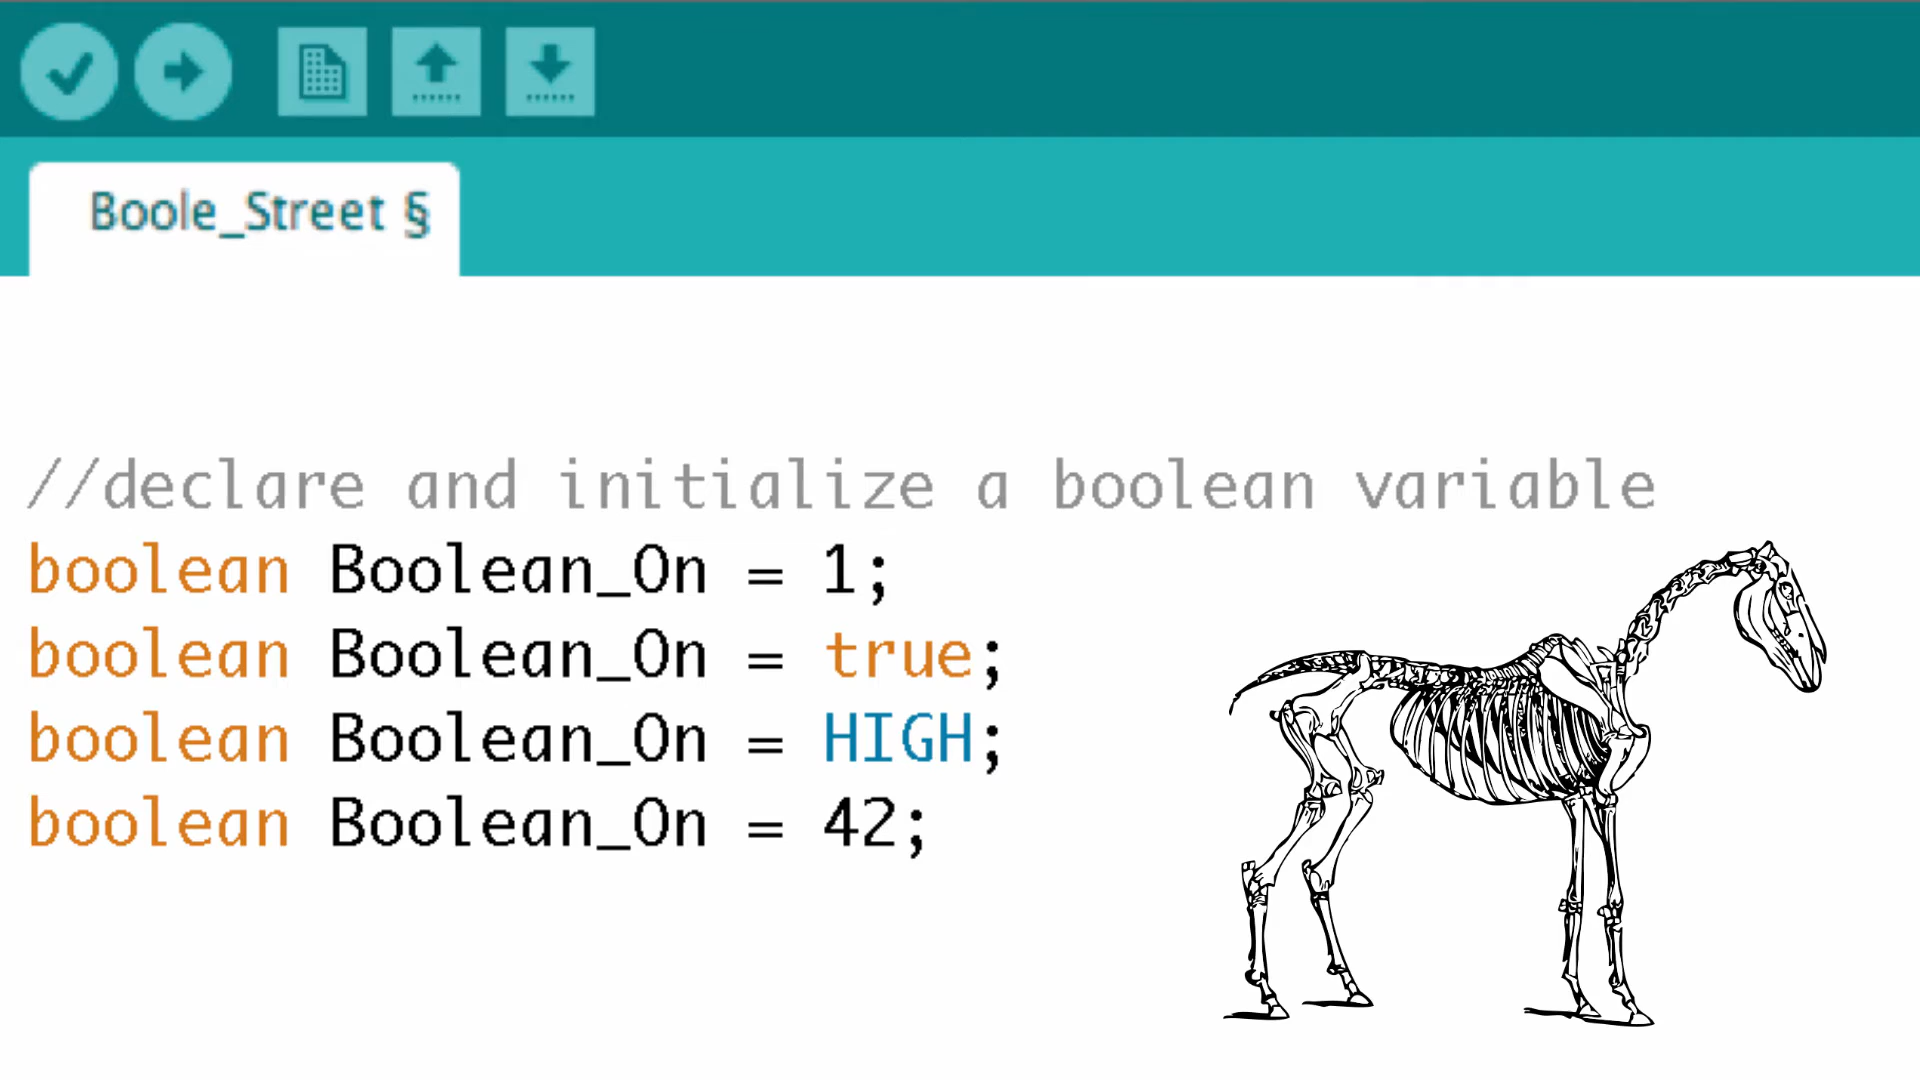 Boole_Street §
//declare and initialize a boolean variable
boolean Boolean_On = 1;
boolean Boolean_On = true;
boolean Boolean_On = HIGH;
boolean Boolean_On = 42;